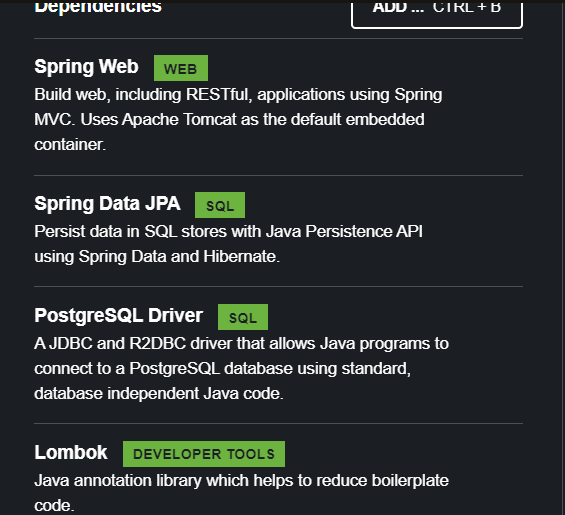 Dependencies
ADD ... CTRL + B
Spring Web WEB
Build web, including RESTful, applications using Spring
MVC. Uses Apache Tomcat as the default embedded
container.
Spring Data JPA SQL
Persist data in SQL stores with Java Persistence API
using Spring Data and Hibernate.
PostgreSQL Driver SQL
A JDBC and R2DBC driver that allows Java programs to
connect to a PostgreSQL database using standard,
database independent Java code.
Lombok DEVELOPER TOOLS
Java annotation library which helps to reduce boilerplate
code.